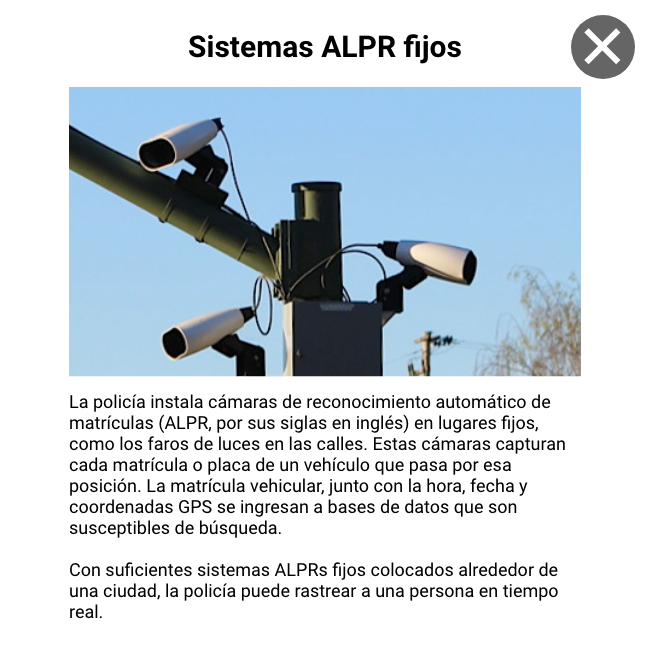 Sistemas ALPR fijos
La policía instala cámaras de reconocimiento automático de
matrículas (ALPR, por sus siglas en inglés) en lugares fijos,
como los faros de luces en las calles. Estas cámaras capturan
cada matrícula o placa de un vehículo que pasa por esa
posición. La matrícula vehicular, junto con la hora, fecha y
coordenadas GPS se ingresan a bases de datos que son
susceptibles de búsqueda.
Con suficientes sistemas ALPRs fijos colocados alrededor de
una ciudad, la policía puede rastrear a una persona en tiempo
real.